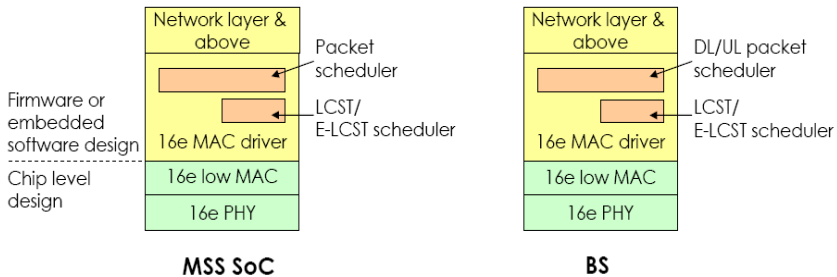 Network layer &
above
Packet
scheduler
LCST/
E-LCST scheduler
Firmware or
embedded
software design
16e MAC driver
Chip level
design
16e low MAC
16e PHY
MSS SoC
Network layer &
above
DL/UL packet
scheduler
LCST/
E-LCST scheduler
16e MAC driver
16e low MAC
16e PHY
BS